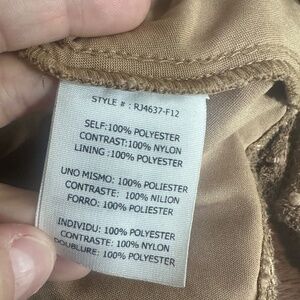 STYLE # : RJ4637-F12
SELF:100% POLYESTER
CONTRAST:100% NYLON
LINING :100% POLYESTER
UNO MISMO: 100% POLIESTER
CONTRASTE: 100% NILION
FORRO: 100% POLIESTER
INDIVIDU: 100% POLYESTER
CONTRASTE: 100% NYLON
DOUBLURE: 100% POLYESTER